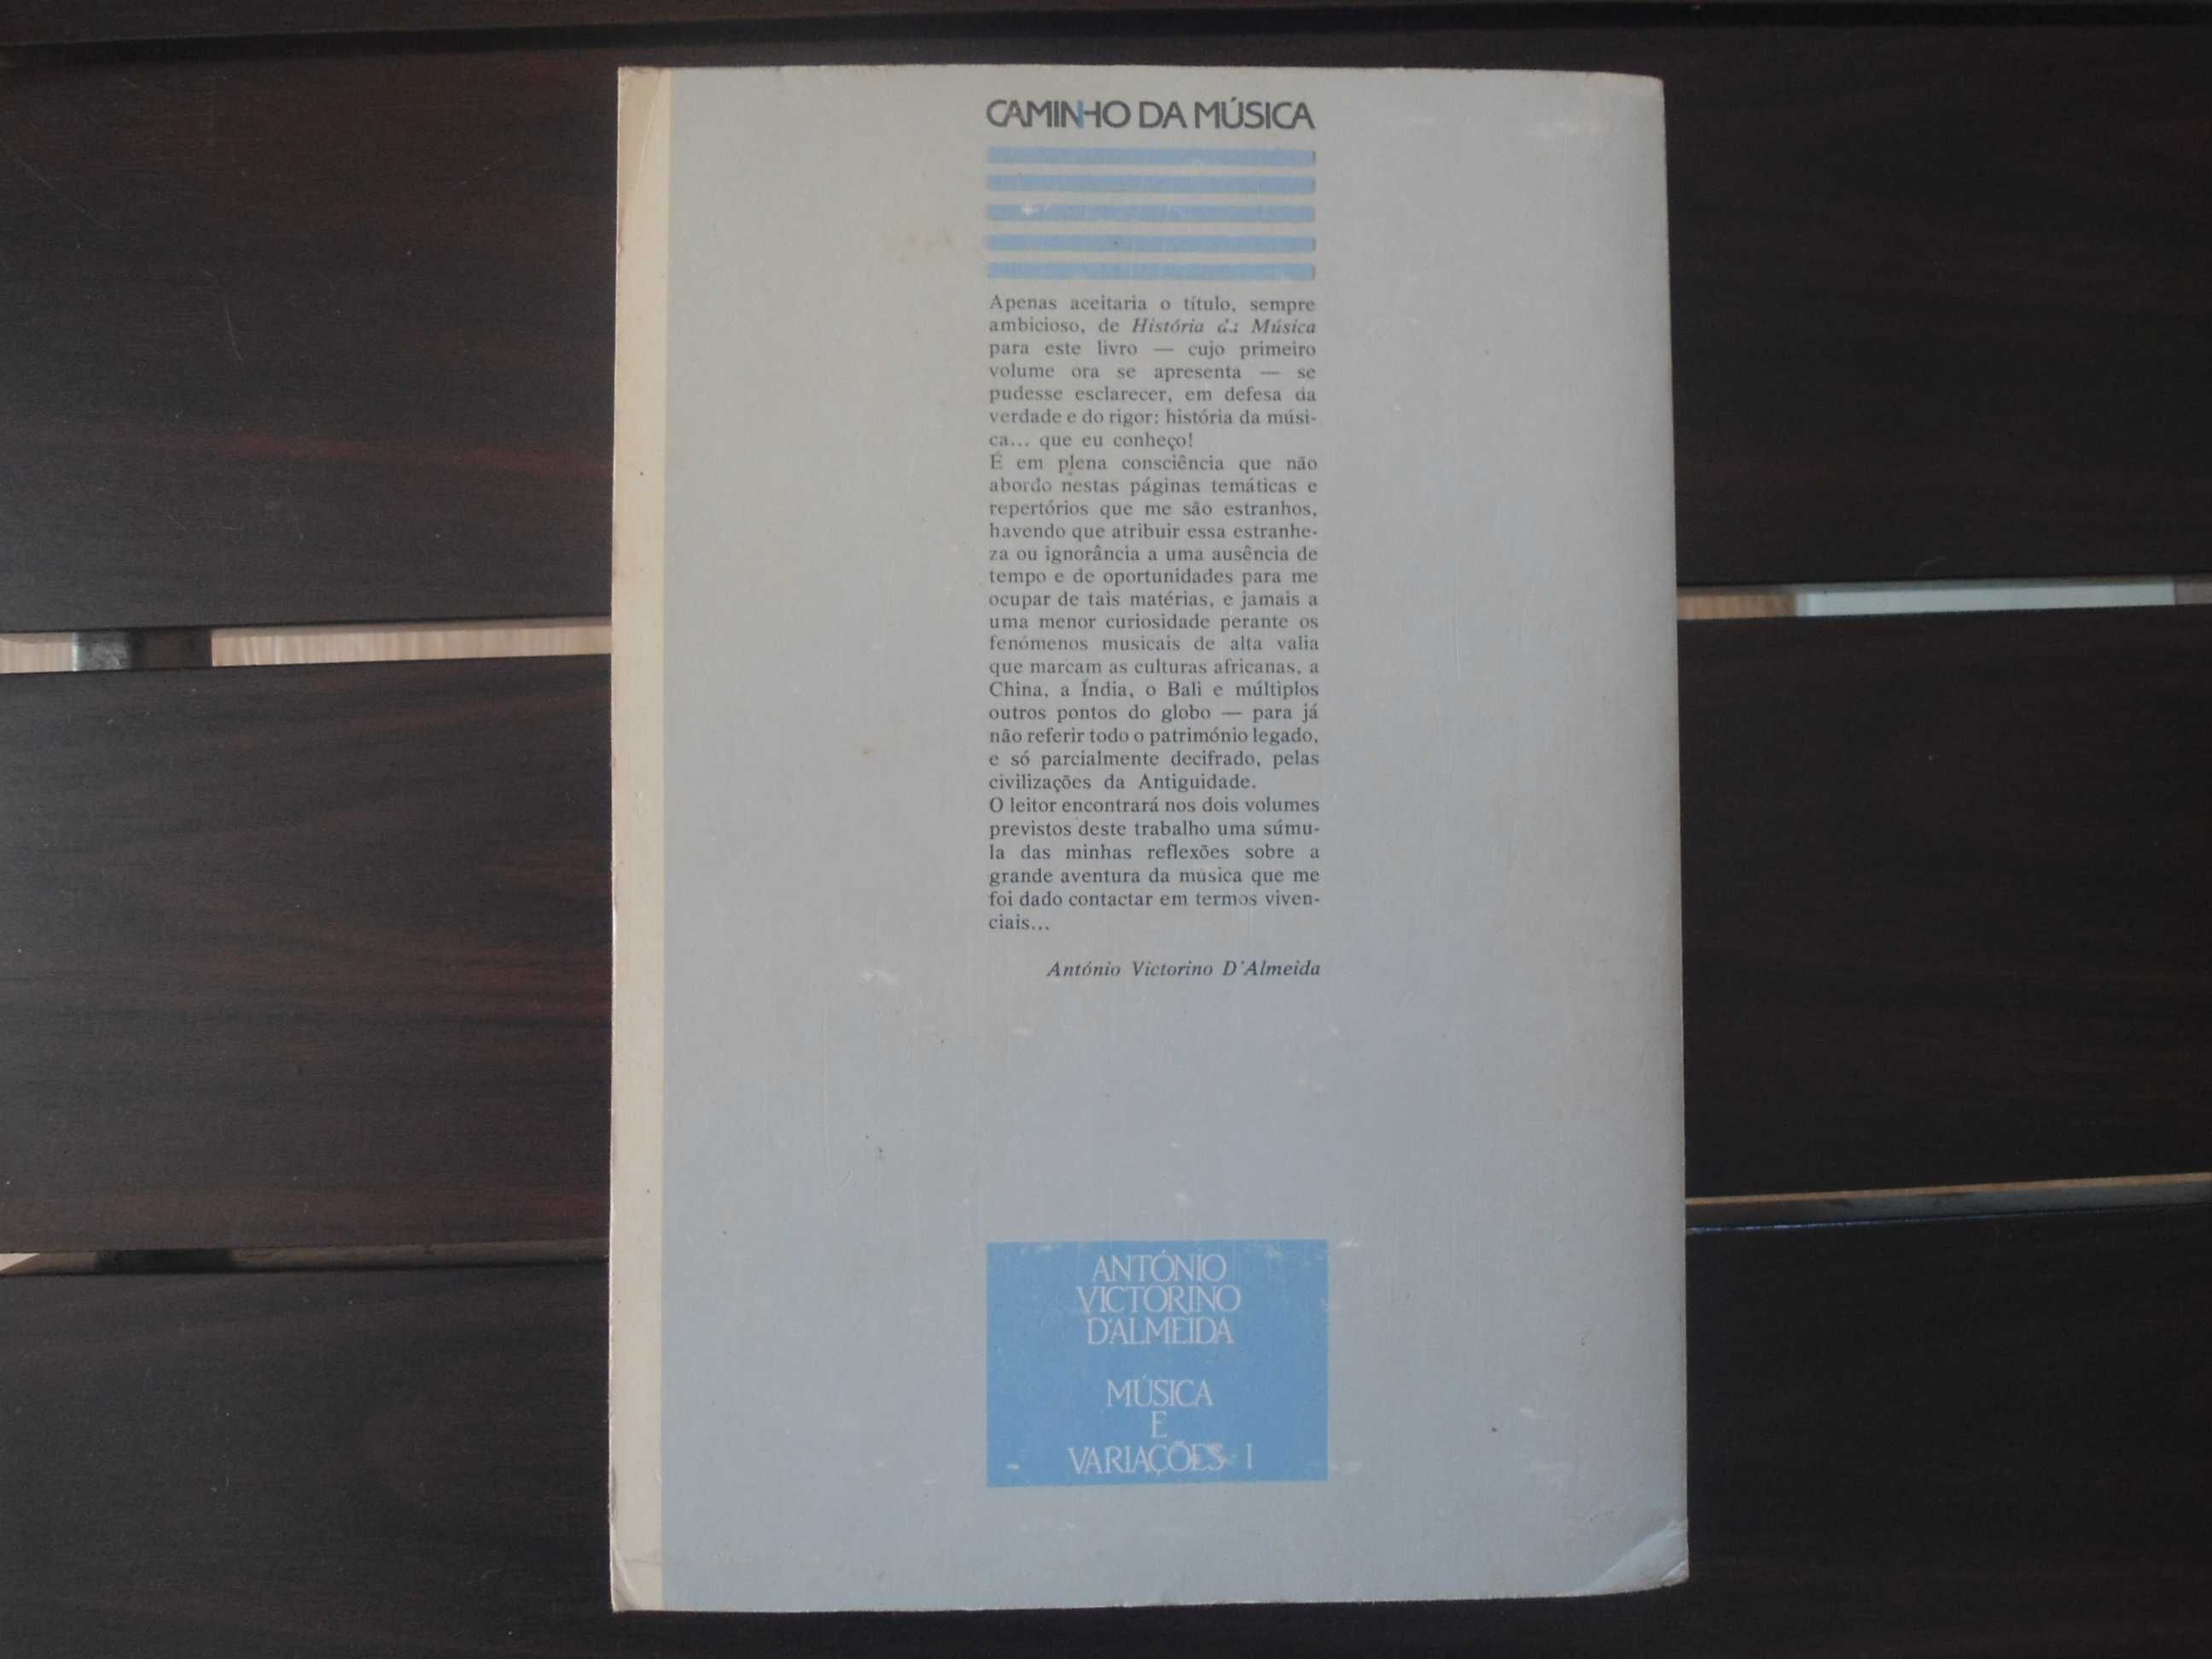 CAMINHO DA MÚSICA
Apenas aceitaria o título, sempre
ambicioso, de História da Música
para este livro — cujo primeiro
volume ora se apresenta — se
pudesse esclarecer, em defesa da
verdade e do rigor: história da músi-
ca... que eu conheço!
É em plena consciência que não
abordo nestas páginas temáticas e
repertórios que me são estranhos,
havendo que atribuir essa estranhe-
za ou ignorância a uma ausência de
tempo e de oportunidades para me
ocupar de tais matérias, e jamais a
uma menor curiosidade perante os
fenómenos musicais de alta valia
que marcam as culturas africanas, a
China, a Índia, o Bali e múltiplos
outros pontos do globo — para já
não referir todo o património legado,
e só parcialmente decifrado, pelas
civilizações da Antiguidade.
O leitor encontrará nos dois volumes
previstos deste trabalho uma súmu-
la das minhas reflexões sobre a
grande aventura da musica que me
foi dado contactar em termos viven-
ciais...
António Victorino D'Almeida
ANTÓNIO
VICTORINO
D'ALMEIDA
MÚSICA
E
VARIAÇÕES - I